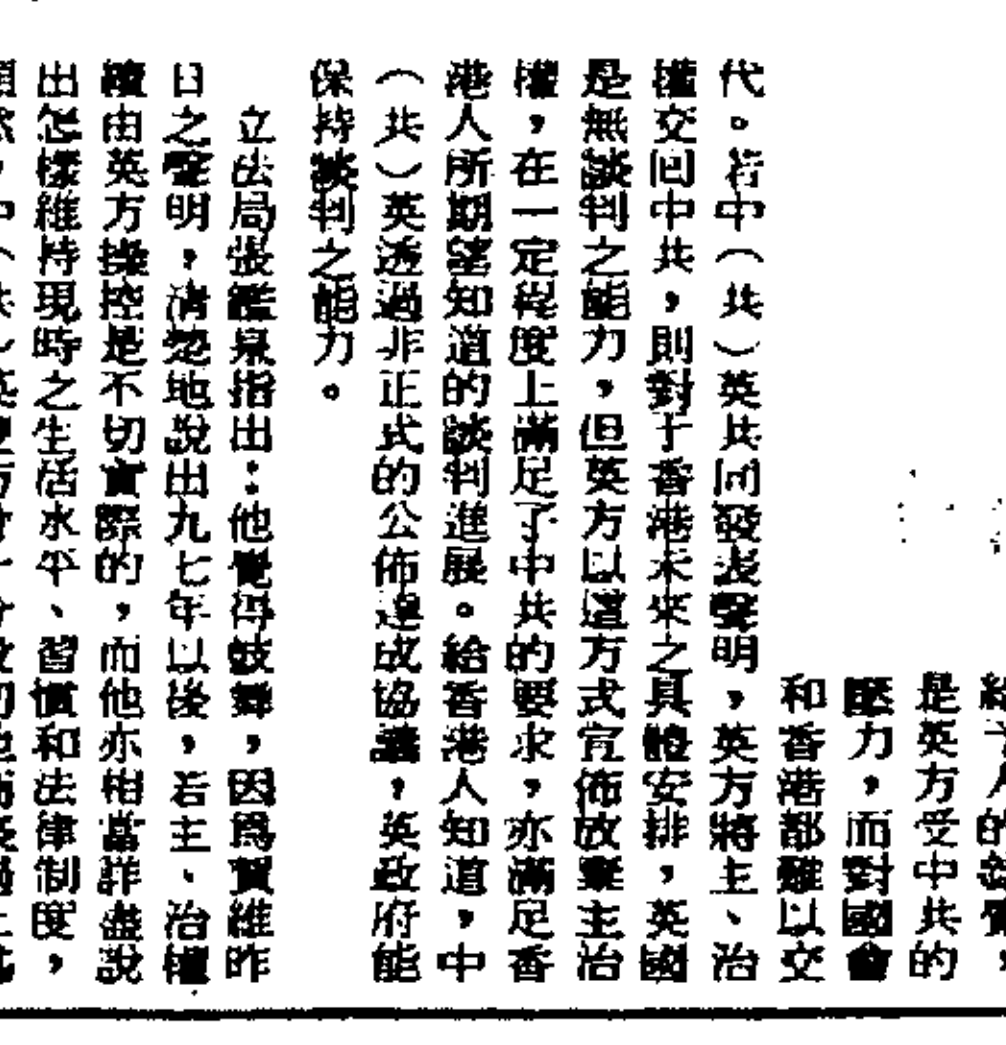 給予人的錯覺，
是英方受中共的
壓力，而對國會
和香港都難以交
代。若中（共）英共同發表聲明，英方將主、治
權交回中共，則對于香港未來之具體安排，英國
是無談判之能力，但英方以這方式宣佈放棄主治
權，在一定程度上滿足了中共的要求，亦滿足香
港人所期望知道的談判進展。給香港人知道，中
（共）英透過非正式的公佈達成協議，英政府能
保持談判之能力。
立法局張鑑泉指出：他覺得鼓舞，因爲賀維昨
日之聲明，清楚地說出九七年以後，若主、治權
續由英方操控是不切實際的，而他亦相當詳盡說
出怎樣維持現時之生活水平、習慣和法律制度，